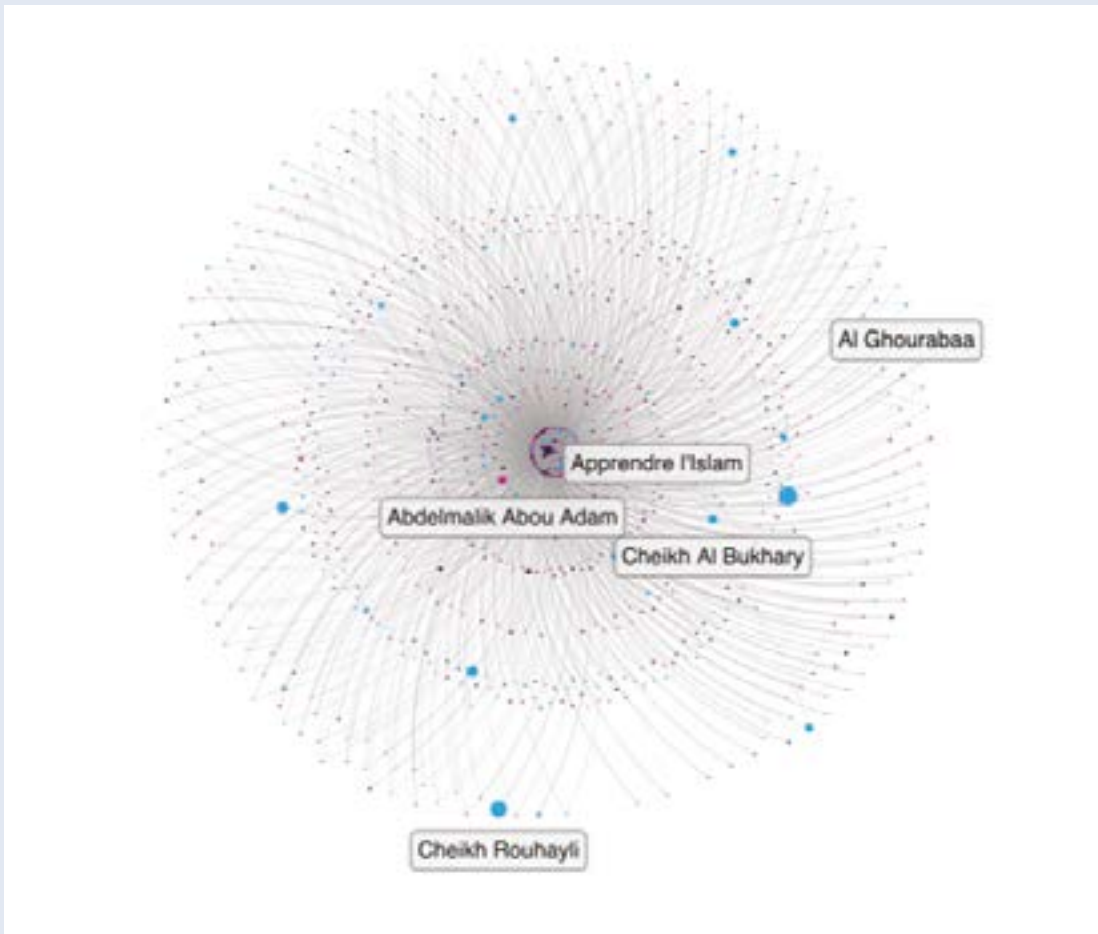 Al Ghourabaa
Apprendre l'Islam
Abdelmalik Abou Adam
Cheikh Al Bukhary
Cheikh Rouhayli